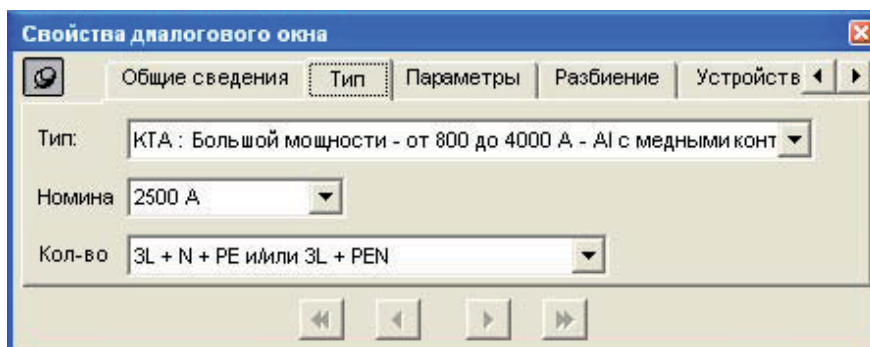 Свойства диалогового окна
Общие сведения Тип Параметры Разбиение Устройств
Тип: КТА : Большой мощности - от 800 до 4000 А - Al с медными конт
Номина 2500 А
Кол-во 3L + N + PE и/или 3L + PEN